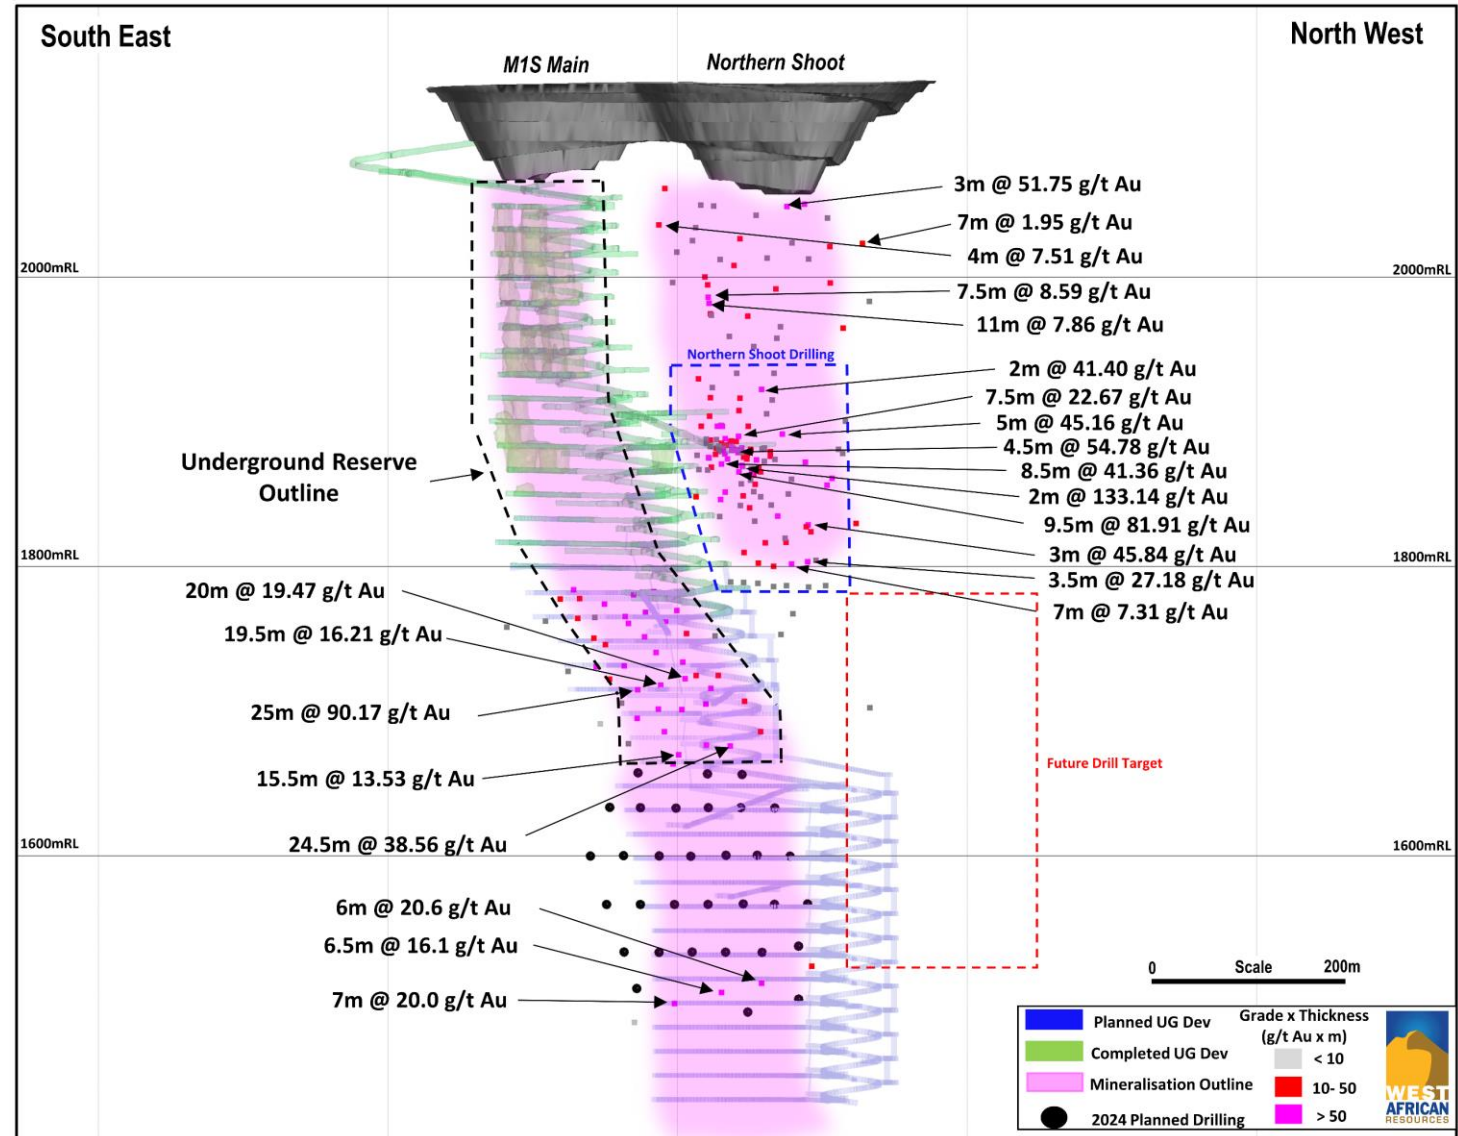 South East
North West
M1S Main
Northern Shoot
3m @ 51.75 g/t Au
7m @ 1.95 g/t Au
4m @ 7.51 g/t Au
2000mRL
2000mRL
7.5m @ 8.59 g/t Au
11m @ 7.86 g/t Au
Northern Shoot Drilling
2m @ 41.40 g/t Au
7.5m @ 22.67 g/t Au
5m @ 45.16 g/t Au
4.5m @ 54.78 g/t Au
8.5m @ 41.36 g/t Au
2m @ 133.14 g/t Au
9.5m @ 81.91 g/t Au
3m @ 45.84 g/t Au
3.5m @ 27.18 g/t Au
7m @ 7.31 g/t Au
Underground Reserve
Outline
1800mRL
1800mRL
20m @ 19.47 g/t Au
19.5m @ 16.21 g/t Au
25m @ 90.17 g/t Au
15.5m @ 13.53 g/t Au
24.5m @ 38.56 g/t Au
Future Drill Target
1600mRL
1600mRL
6m @ 20.6 g/t Au
6.5m @ 16.1 g/t Au
7m @ 20.0 g/t Au
0 Scale 200m
Planned UG Dev
Completed UG Dev
Mineralisation Outline
2024 Planned Drilling
Grade x Thickness
(g/t Au x m)
< 10
10- 50
> 50
WEST
AFRICAN
RESOURCES